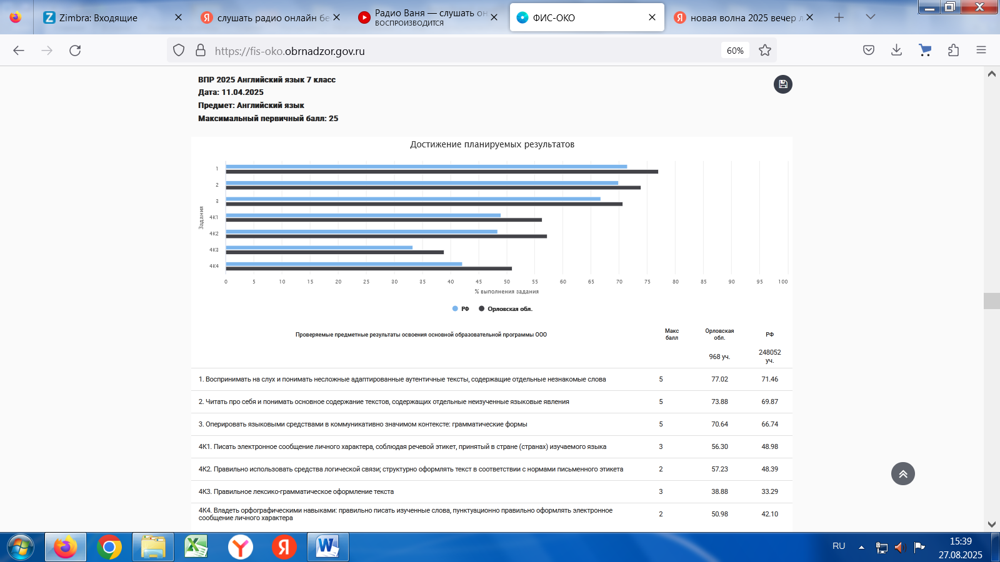 Zimbra: Входящие
слушать радио онлайн бе
Радио Ваня — слушать он
ВОСПРОИЗВОДИТСЯ
ФИС-ОКО
новая волна 2025 вечер л
https://fis-oko.obrnadzor.gov.ru
60%
ВПР 2025 Английский язык 7 класс
Дата: 11.04.2025
Предмет: Английский язык
Максимальный первичный балл: 25
Достижение планируемых результатов
Задания
1
2
3
4К1
4К2
4К3
4К4
0 5 10 15 20 25 30 35 40 45 50 55 60 65 70 75 80 85 90 95 100
% выполнения задания
РФ Орловская обл.
Проверяемые предметные результаты освоения основной образовательной программы ООО
Макс балл
Орловская обл.
РФ
968 уч.
248052 уч.
1. Воспринимать на слух и понимать несложные адаптированные аутентичные тексты, содержащие отдельные незнакомые слова 5 77.02 71.46
2. Читать про себя и понимать основное содержание текстов, содержащих отдельные неизученные языковые явления 5 73.88 69.87
3. Оперировать языковыми средствами в коммуникативно значимом контексте: грамматические формы 5 70.64 66.74
4К1. Писать электронное сообщение личного характера, соблюдая речевой этикет, принятый в стране (странах) изучаемого языка 3 56.30 48.98
4К2. Правильно использовать средства логической связи; структурно оформлять текст в соответствии с нормами письменного этикета 2 57.23 48.39
4К3. Правильное лексико-грамматическое оформление текста 3 38.88 33.29
4К4. Владеть орфографическими навыками: правильно писать изученные слова, пунктуационно правильно оформлять электронное
сообщение личного характера 2 50.98 42.10
RU
15:39
27.08.2025